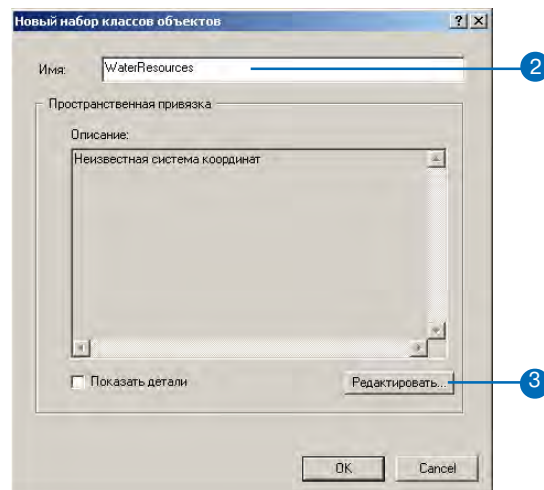 Новый набор классов объектов
Имя: WaterResources 2
Пространственная привязка
Описание:
Неизвестная система координат
Показать детали Редактировать... 3
OK Cancel